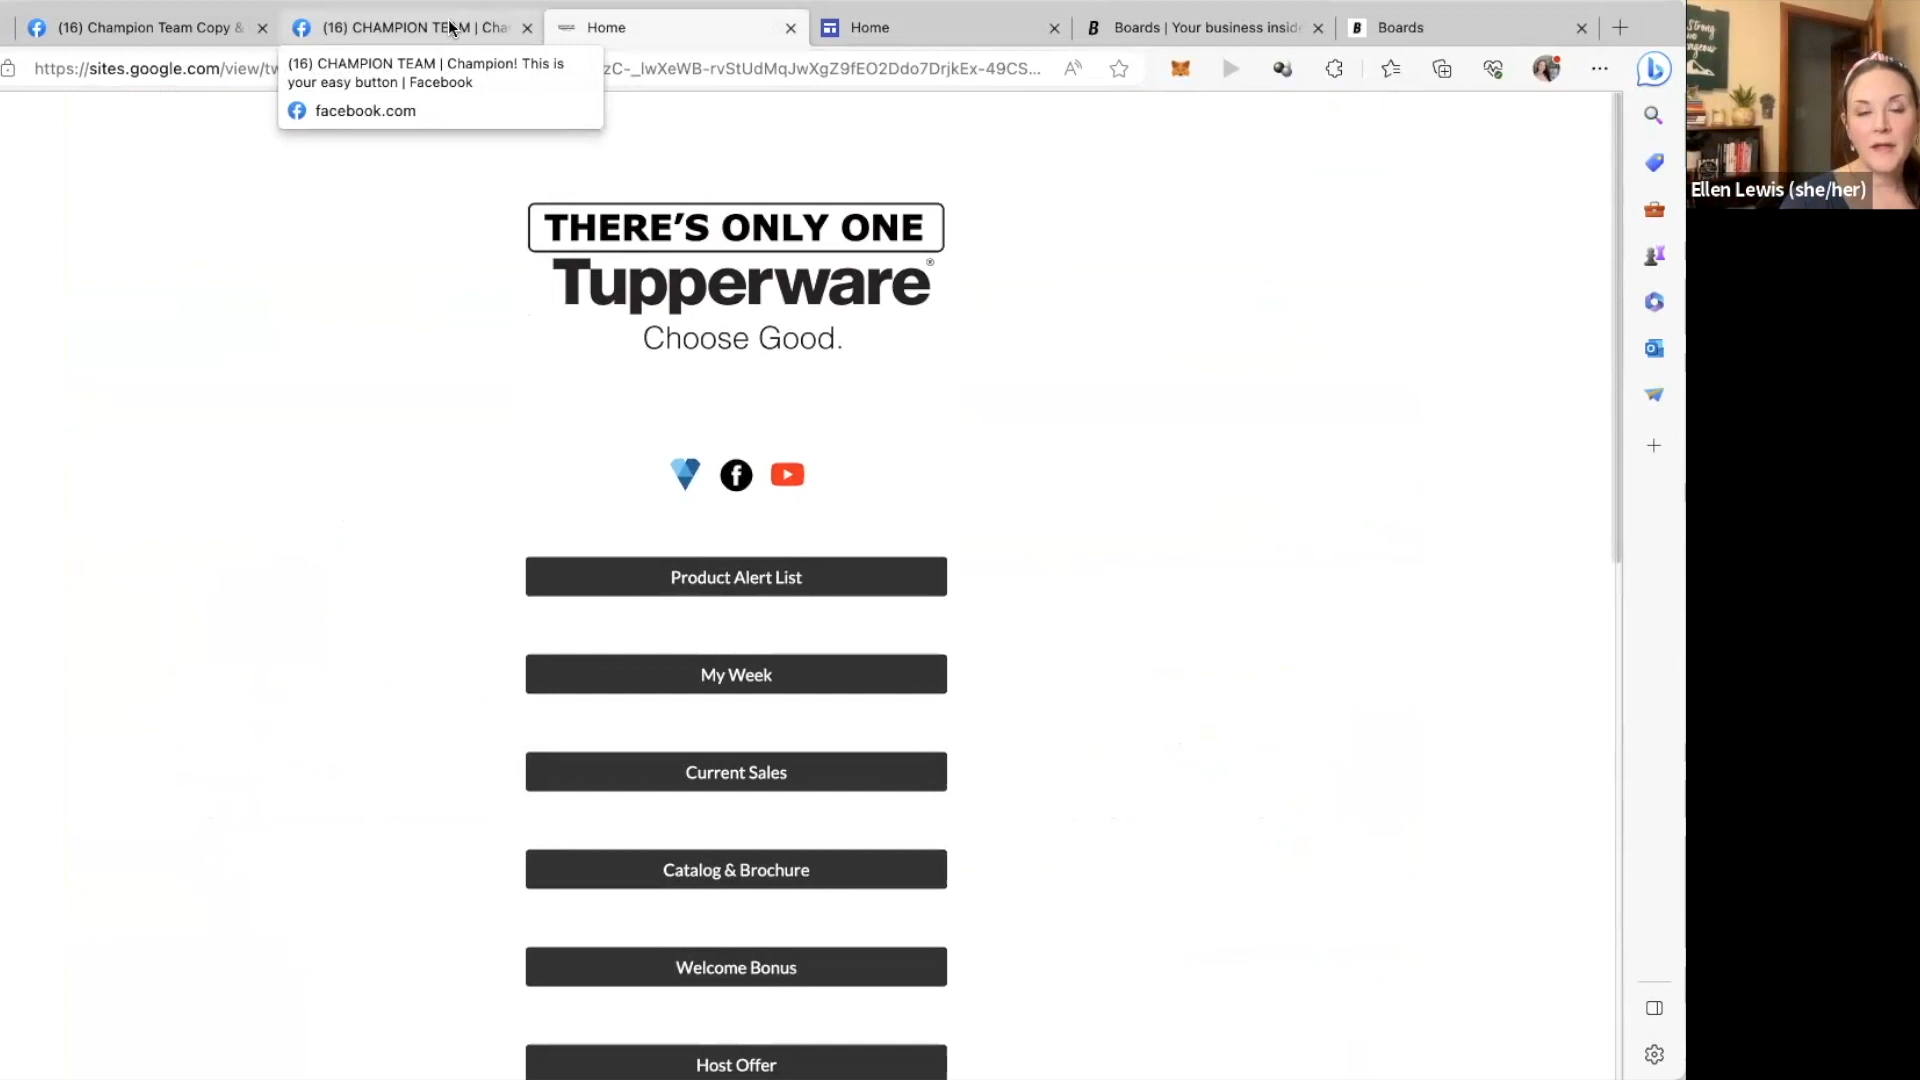 (16) Champion Team Copy &
(16) CHAMPION TEAM | Cha
Home
Home
Boards | Your business insid
Boards
https://sites.google.com/view/tw
zC-_lwXeWB-rvStUdMqJwXgZ9fEO2Ddo7DrjkEx-49CS...
(16) CHAMPION TEAM | Champion! This is
your easy button | Facebook
facebook.com
THERE'S ONLY ONE
Tupperware®
Choose Good.
Product Alert List
My Week
Current Sales
Catalog & Brochure
Welcome Bonus
Host Offer
Strong
Ellen Lewis (she/her)